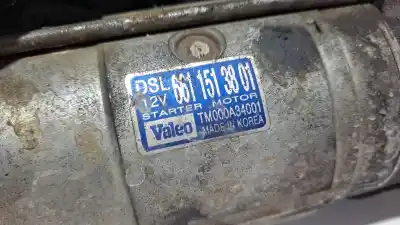 DSL 661 151 38 01
12V
STARTER MOTOR
Valeo TM000A34001
MADE IN KOREA